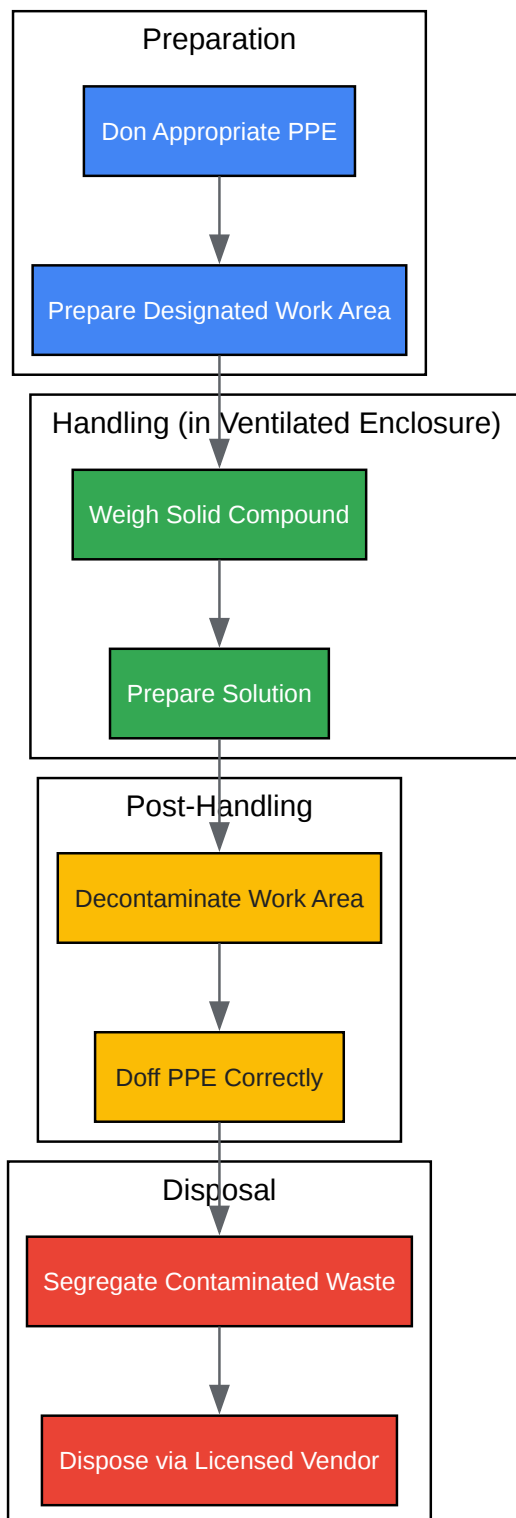 Preparation
Don Appropriate PPE
Prepare Designated Work Area
Handling (in Ventilated Enclosure)
Weigh Solid Compound
Prepare Solution
Post-Handling
Decontaminate Work Area
Doff PPE Correctly
Disposal
Segregate Contaminated Waste
Dispose via Licensed Vendor